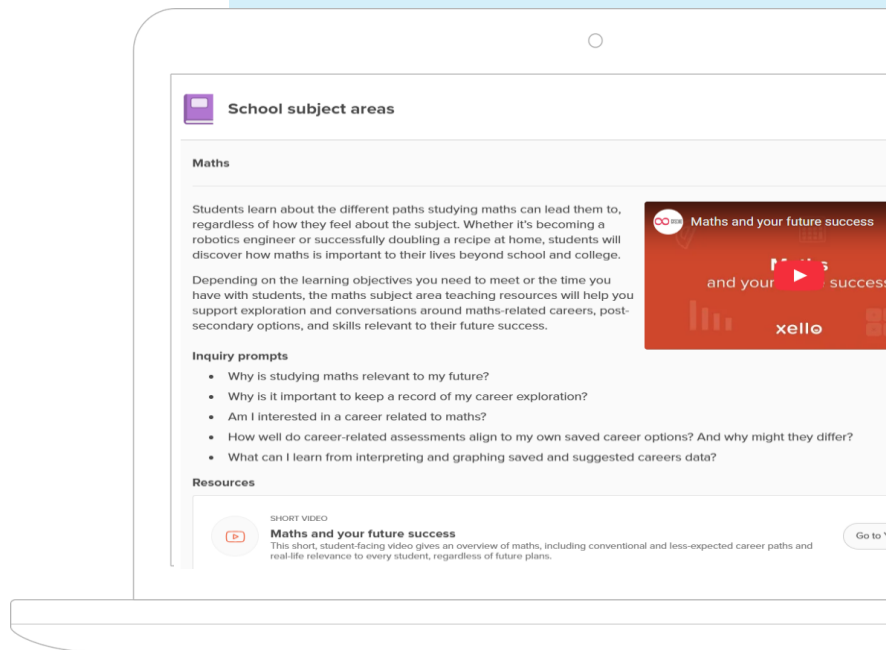 School subject areas
Maths
Students learn about the different paths studying maths can lead them to,
regardless of how they feel about the subject. Whether it's becoming a
robotics engineer or successfully doubling a recipe at home, students will
discover how maths is important to their lives beyond school and college.
Depending on the learning objectives you need to meet or the time you
have with students, the maths subject area teaching resources will help you
support exploration and conversations around maths-related careers, post-
secondary options, and skills relevant to their future success.
Maths and your future success
and your success
xello
Inquiry prompts
• Why is studying maths relevant to my future?
• Why is it important to keep a record of my career exploration?
• Am I interested in a career related to maths?
• How well do career-related assessments align to my own saved career options? And why might they differ?
• What can I learn from interpreting and graphing saved and suggested careers data?
Resources
SHORT VIDEO
Maths and your future success
This short, student-facing video gives an overview of maths, including conventional and less-expected career paths and
real-life relevance to every student, regardless of future plans.
Go to